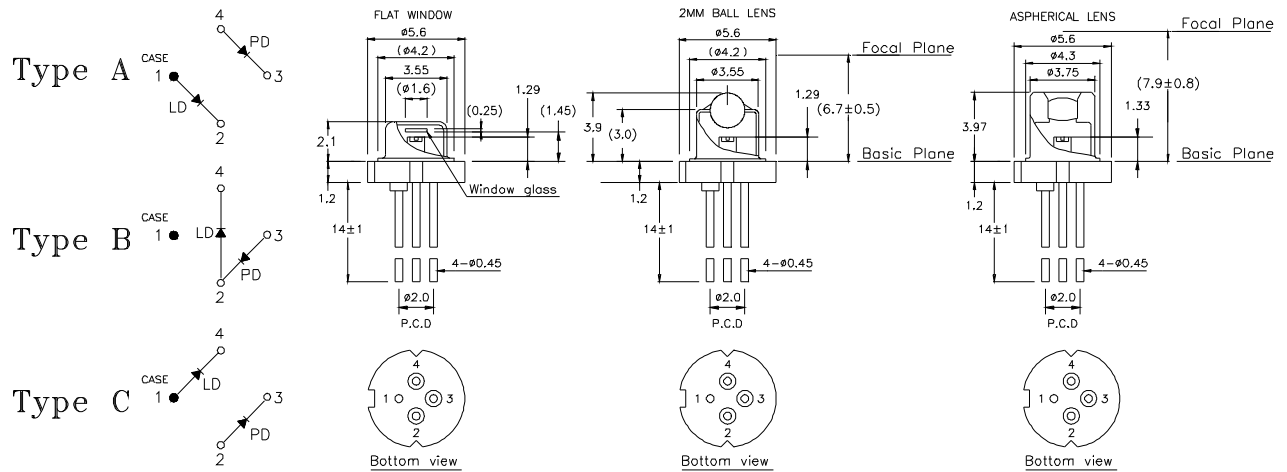 Type A
CASE
1
4
PD
3
LD
2
Type B
CASE
1
4
LD
3
PD
2
Type C
CASE
1
4
LD
3
PD
2
FLAT WINDOW
ø5.6
(ø4.2)
3.55
(ø1.6)
1.29
(0.25)
(1.45)
2.1
1.2
Window glass
14±1
4-ø0.45
ø2.0
P.C.D
4
1
3
2
Bottom view
2MM BALL LENS
ø5.6
(ø4.2)
ø3.55
Focal Plane
1.29
(6.7±0.5)
3.9
(3.0)
Basic Plane
1.2
14±1
4-ø0.45
ø2.0
P.C.D
4
1
3
2
Bottom view
ASPHERICAL LENS
Focal Plane
ø5.6
ø4.3
ø3.75
(7.9±0.8)
1.33
3.97
Basic Plane
1.2
14±1
4-ø0.45
ø2.0
P.C.D
4
1
3
2
Bottom view